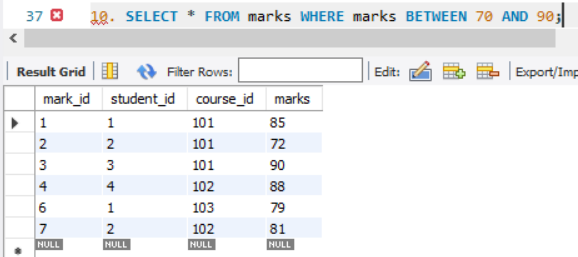 37 10. SELECT * FROM marks WHERE marks BETWEEN 70 AND 90;
Result Grid Filter Rows: Edit: Export/Imp
mark_id student_id course_id marks
1 1 101 85
2 2 101 72
3 3 101 90
4 4 102 88
6 1 103 79
7 2 102 81
NULL NULL NULL NULL